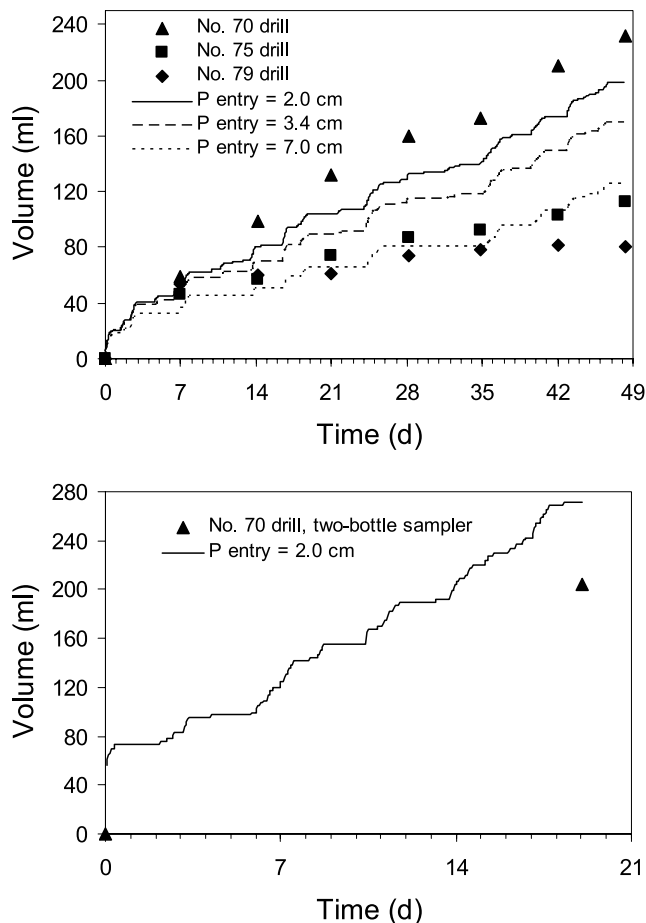 240
200
160
120
80
40
0
Volume (ml)
No. 70 drill
No. 75 drill
No. 79 drill
P entry = 2.0 cm
P entry = 3.4 cm
P entry = 7.0 cm
0 7 14 21 28 35 42 49
Time (d)
280
240
200
160
120
80
40
0
Volume (ml)
No. 70 drill, two-bottle sampler
P entry = 2.0 cm
0 7 14 21
Time (d)